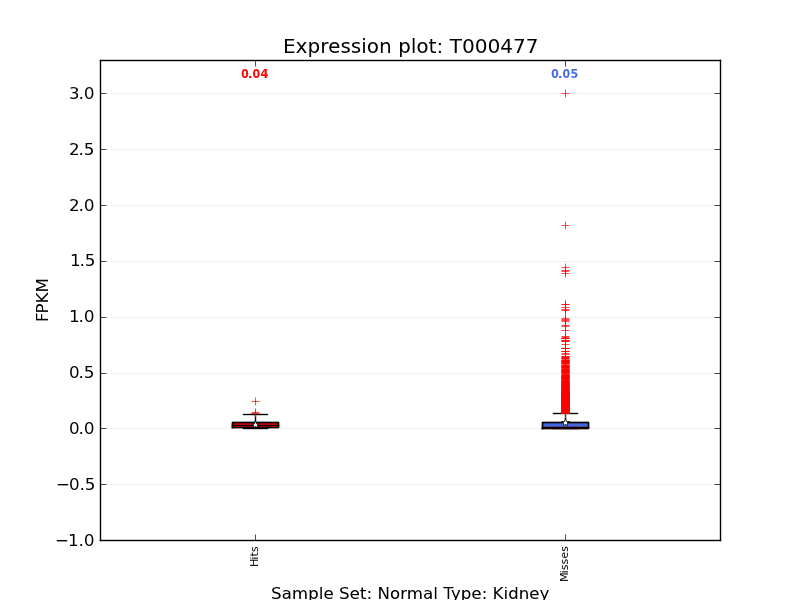 Expression plot: T000477
0.04
0.05
3.0
2.5
2.0
1.5
1.0
0.5
0.0
−0.5
−1.0
FPKM
Hits
Misses
Sample Set: Normal Type: Kidney